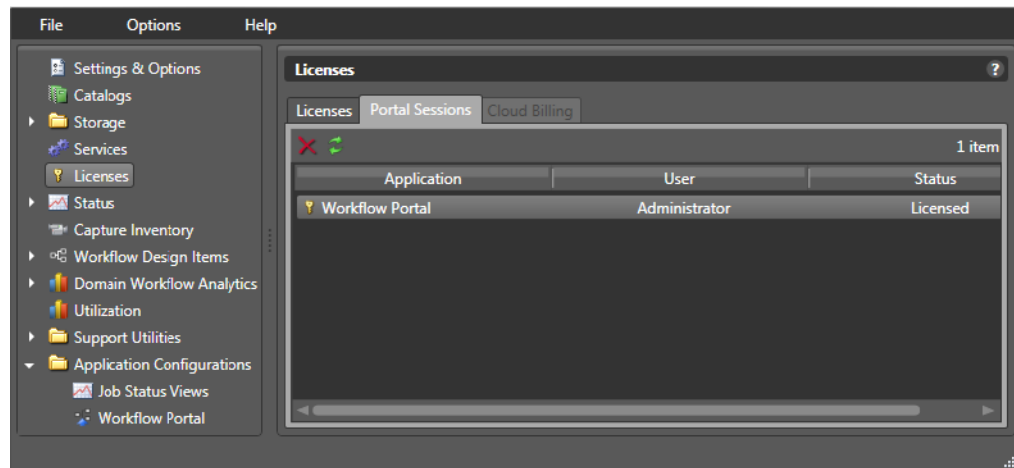 File Options Help
Settings & Options
Catalogs
Storage
Services
Licenses
Status
Capture Inventory
Workflow Design Items
Domain Workflow Analytics
Utilization
Support Utilities
Application Configurations
Job Status Views
Workflow Portal
Licenses ?
Licenses Portal Sessions Cloud Billing
1 item
Application User Status
Workflow Portal Administrator Licensed